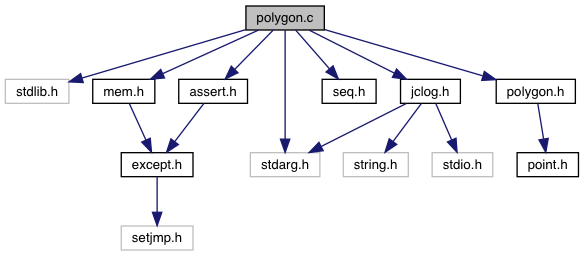 polygon.c
stdlib.h
mem.h
assert.h
seq.h
jclog.h
polygon.h
except.h
stdarg.h
string.h
stdio.h
point.h
setjmp.h